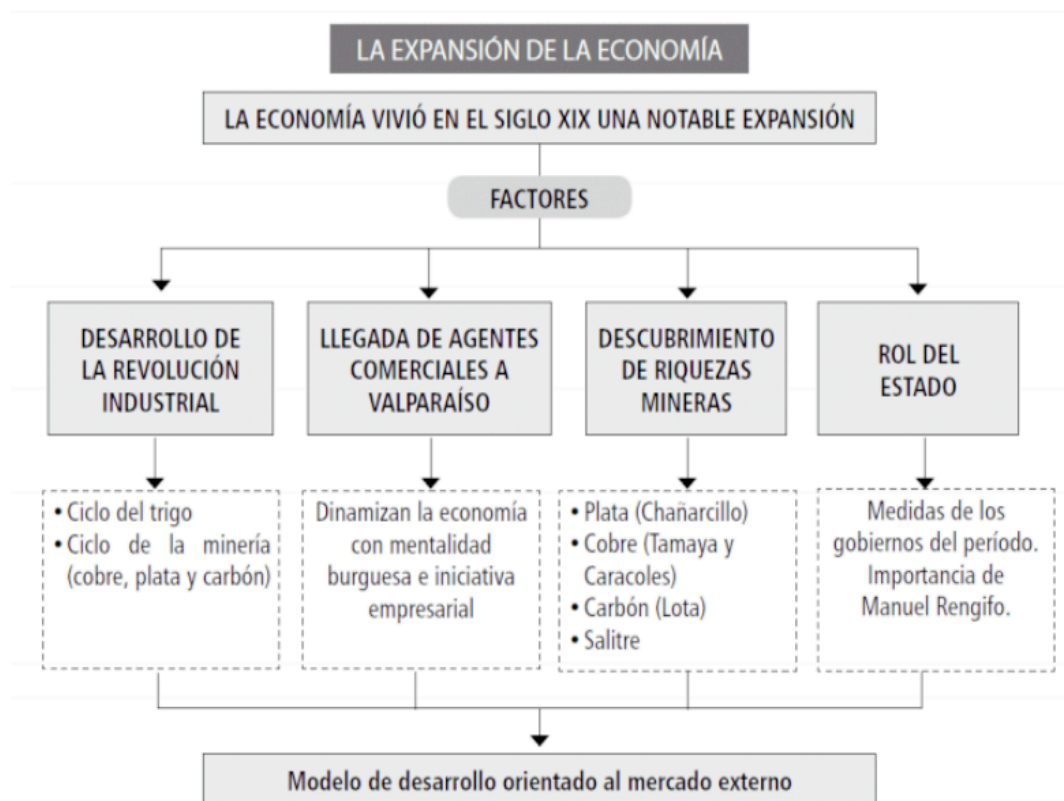 LA EXPANSIÓN DE LA ECONOMÍA
LA ECONOMÍA VIVIÓ EN EL SIGLO XIX UNA NOTABLE EXPANSIÓN
FACTORES
DESARROLLO DE
LA REVOLUCIÓN
INDUSTRIAL
LLEGADA DE AGENTES
COMERCIALES A
VALPARAÍSO
DESCUBRIMIENTO
DE RIQUEZAS
MINERAS
ROL DEL
ESTADO
• Ciclo del trigo
• Ciclo de la minería
(cobre, plata y carbón)
Dinamizan la economía
con mentalidad
burguesa e iniciativa
empresarial
• Plata (Chañarcillo)
• Cobre (Tamaya y
Caracoles)
• Carbón (Lota)
• Salitre
Medidas de los
gobiernos del período.
Importancia de
Manuel Rengifo.
Modelo de desarrollo orientado al mercado externo